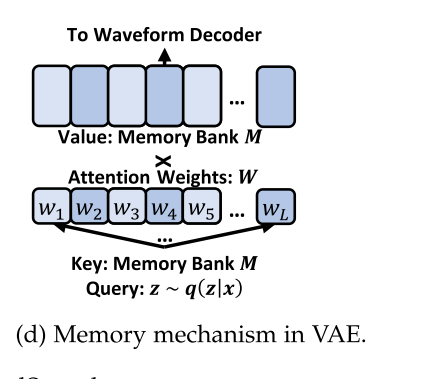 To Waveform Decoder
...
Value: Memory Bank M
×
Attention Weights: W
w1 w2 w3 w4 w5 ... wL
...
Key: Memory Bank M
Query: z ~ q(z|x)
(d) Memory mechanism in VAE.